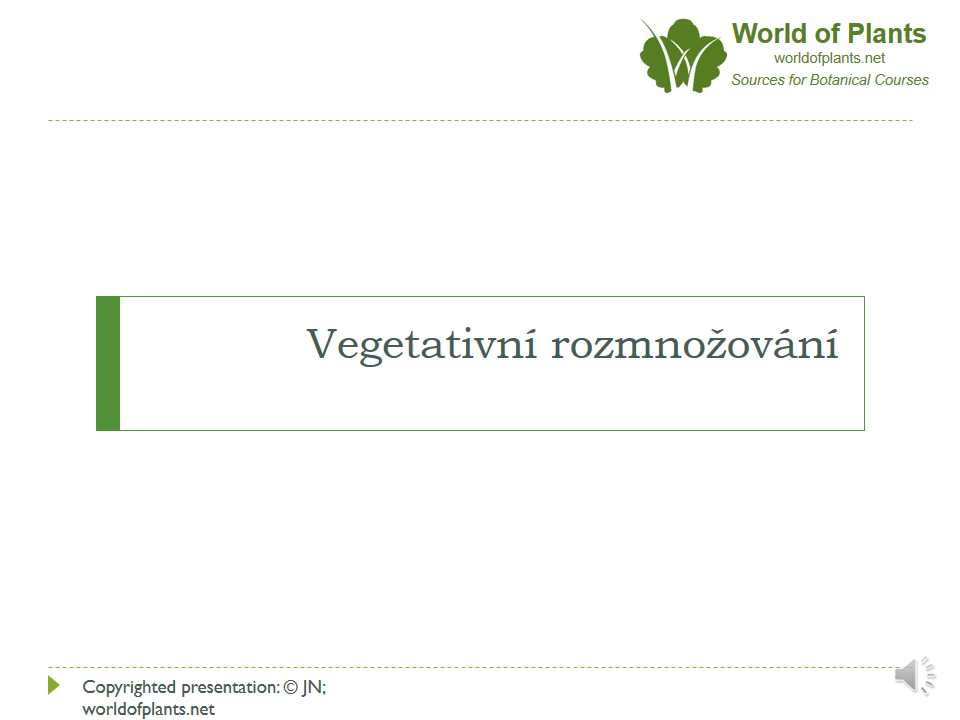 World of Plants
worldofplants.net
Sources for Botanical Courses
Vegetativní rozmnožování
Copyrighted presentation: © JN;
worldofplants.net